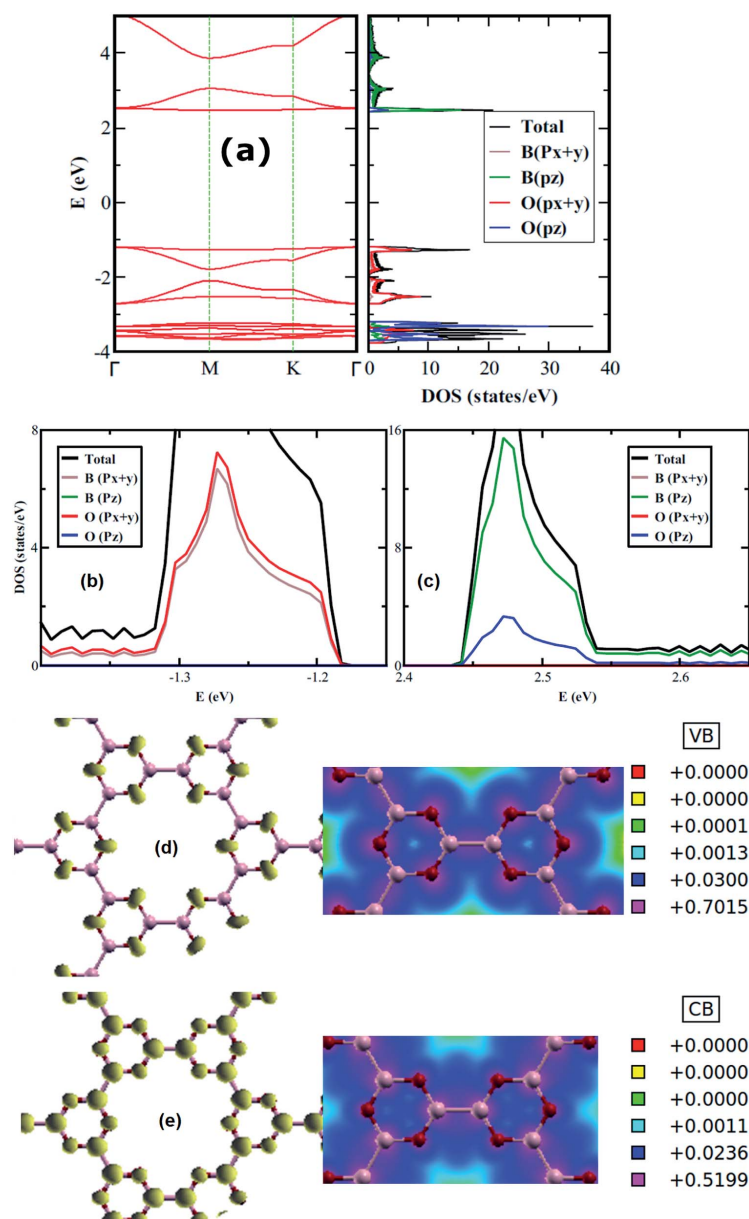 4
2
0
-2
-4
E (eV)
(a)
Γ
M
K
Γ
Total
B(Px+y)
B(pz)
O(px+y)
O(pz)
0
10
20
30
40
DOS (states/eV)
8
4
0
DOS (states/eV)
Total
B (Px+y)
B (Pz)
O (Px+y)
O (Pz)
(b)
-1.3
-1.2
E (eV)
16
8
0
Total
B (Px+y)
B (Pz)
O (Px+y)
O (Pz)
(c)
2.4
2.5
2.6
E (eV)
(d)
VB
+0.0000
+0.0000
+0.0001
+0.0013
+0.0300
+0.7015
(e)
CB
+0.0000
+0.0000
+0.0000
+0.0011
+0.0236
+0.5199